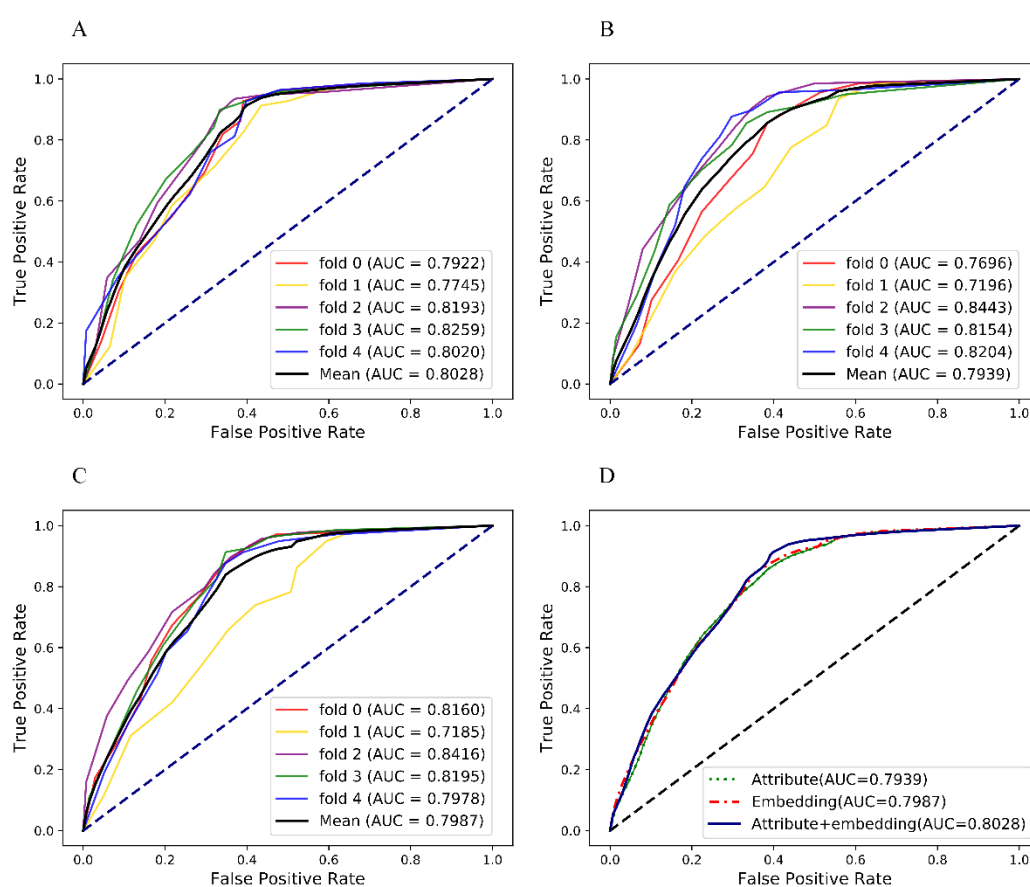 A
1.0
0.8
0.6
0.4
0.2
0.0
True Positive Rate
fold 0 (AUC = 0.7922)
fold 1 (AUC = 0.7745)
fold 2 (AUC = 0.8193)
fold 3 (AUC = 0.8259)
fold 4 (AUC = 0.8020)
Mean (AUC = 0.8028)
0.0 0.2 0.4 0.6 0.8 1.0
False Positive Rate
B
1.0
0.8
0.6
0.4
0.2
0.0
True Positive Rate
fold 0 (AUC = 0.7696)
fold 1 (AUC = 0.7196)
fold 2 (AUC = 0.8443)
fold 3 (AUC = 0.8154)
fold 4 (AUC = 0.8204)
Mean (AUC = 0.7939)
0.0 0.2 0.4 0.6 0.8 1.0
False Positive Rate
C
1.0
0.8
0.6
0.4
0.2
0.0
True Positive Rate
fold 0 (AUC = 0.8160)
fold 1 (AUC = 0.7185)
fold 2 (AUC = 0.8416)
fold 3 (AUC = 0.8195)
fold 4 (AUC = 0.7978)
Mean (AUC = 0.7987)
0.0 0.2 0.4 0.6 0.8 1.0
False Positive Rate
D
1.0
0.8
0.6
0.4
0.2
0.0
True Positive Rate
Attribute(AUC=0.7939)
Embedding(AUC=0.7987)
Attribute+embedding(AUC=0.8028)
0.0 0.2 0.4 0.6 0.8 1.0
False Positive Rate